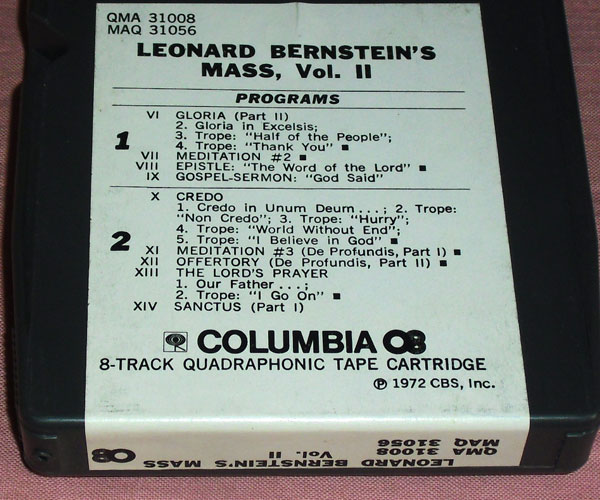 QMA 31008
MAQ 31056
LEONARD BERNSTEIN'S
MASS, Vol. II
PROGRAMS
1
VI GLORIA (Part II)
2. Gloria in Excelsis;
3. Trope: "Half of the People";
4. Trope: "Thank You" ■
VII MEDITATION #2 ■
VIII EPISTLE: "The Word of the Lord" ■
IX GOSPEL-SERMON: "God Said"
2
X CREDO
1. Credo in Unum Deum...; 2. Trope:
"Non Credo"; 3. Trope: "Hurry";
4. Trope: "World Without End";
5. Trope: "I Believe in God" ■
XI MEDITATION #3 (De Profundis, Part I) ■
XII OFFERTORY (De Profundis, Part II) ■
XIII THE LORD'S PRAYER
1. Our Father...;
2. Trope: "I Go On" ■
XIV SANCTUS (Part I)
COLUMBIA Q8
8-TRACK QUADRAPHONIC TAPE CARTRIDGE
℗ 1972 CBS, Inc.
QMA 31008
MAQ 31056
LEONARD BERNSTEIN'S MASS
Vol. II
Q8